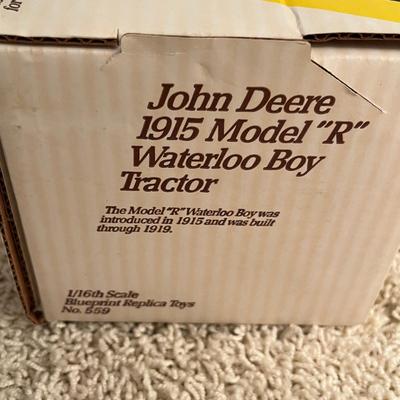 for
John Deere
1915 Model "R"
Waterloo Boy
Tractor
The Model "R" Waterloo Boy was
introduced in 1915 and was built
through 1919.
1/16th Scale
Blueprint Replica Toys
No. 559